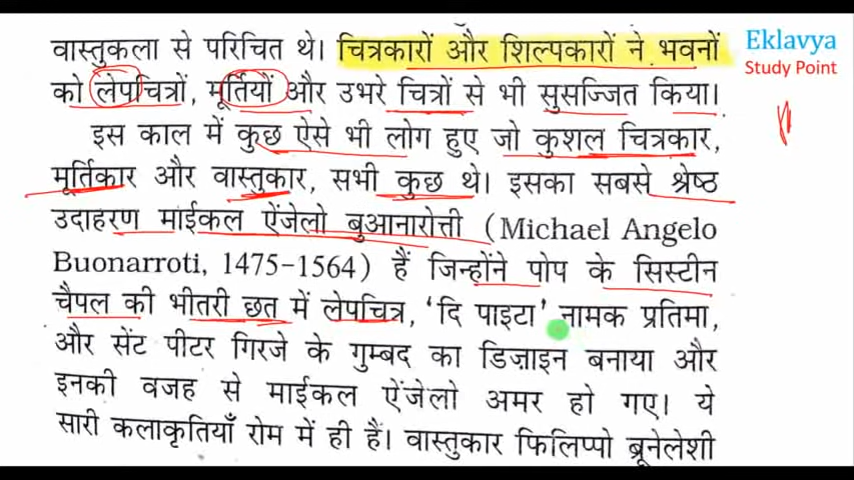 वास्तुकला से परिचित थे। चित्रकारों और शिल्पकारों ने भवनों
को लेपचित्रों, मूर्तियों और उभरे चित्रों से भी सुसज्जित किया।
इस काल में कुछ ऐसे भी लोग हुए जो कुशल चित्रकार,
मूर्तिकार और वास्तुकार, सभी कुछ थे। इसका सबसे श्रेष्ठ
उदाहरण माईकल ऐंजेलो बुआनारोत्ती (Michael Angelo
Buonarroti, 1475-1564) हैं जिन्होंने पोप के सिस्टीन
चैपल की भीतरी छत में लेपचित्र, ‘दि पाइटा’ नामक प्रतिमा,
और सेंट पीटर गिरजे के गुम्बद का डिज़ाइन बनाया और
इनकी वजह से माईकल ऐंजेलो अमर हो गए। ये
सारी कलाकृतियाँ रोम में ही हैं। वास्तुकार फिलिप्पो ब्रूनेलेशी
Eklavya
Study Point